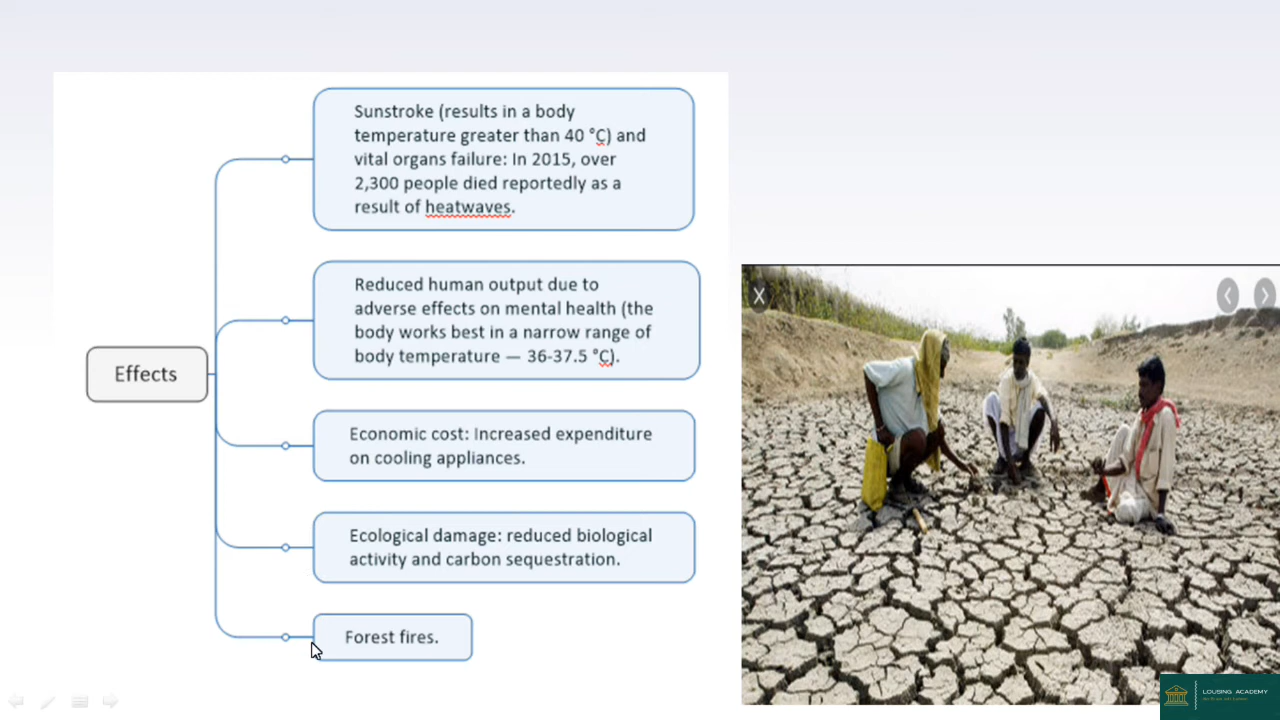 Sunstroke (results in a body
temperature greater than 40 °C) and
vital organs failure: In 2015, over
2,300 people died reportedly as a
result of heatwaves.
Reduced human output due to
adverse effects on mental health (the
body works best in a narrow range of
body temperature — 36-37.5 °C).
Effects
Economic cost: Increased expenditure
on cooling appliances.
Ecological damage: reduced biological
activity and carbon sequestration.
Forest fires.
X
LOUSING ACADEMY